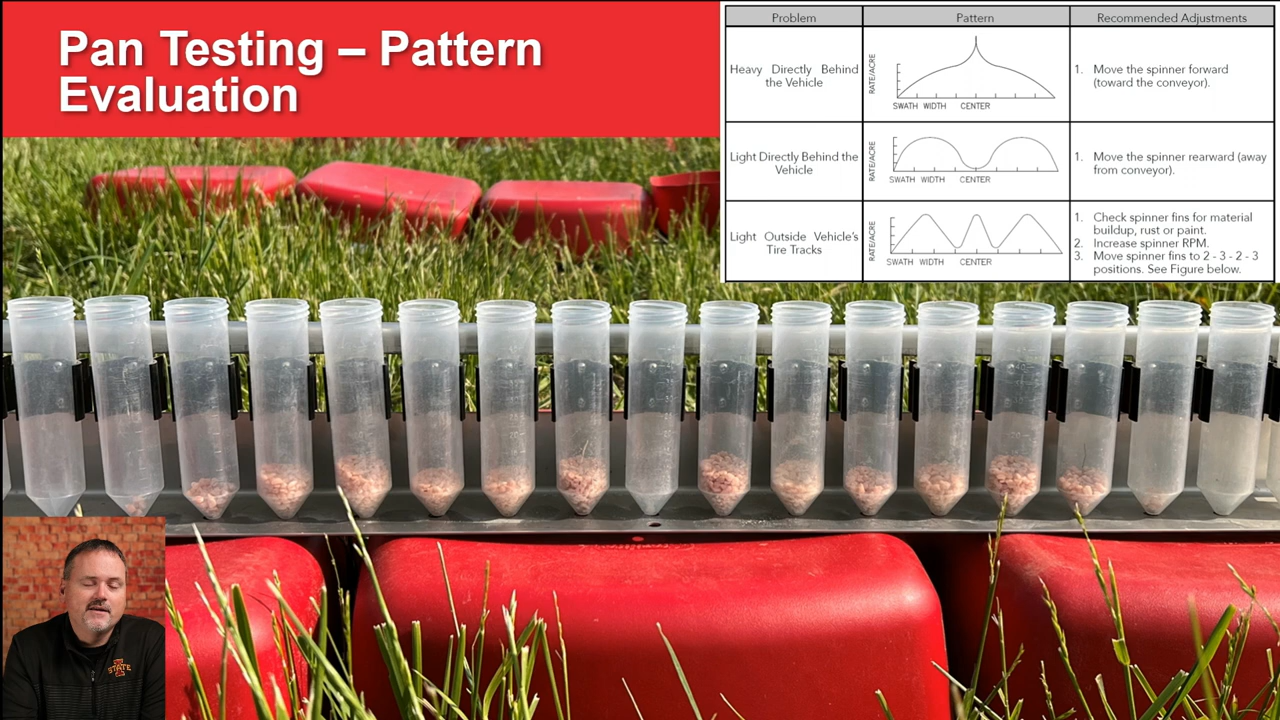 Pan Testing – Pattern
Evaluation
Problem
Pattern
Recommended Adjustments
Heavy Directly Behind
the Vehicle
RATE/ACRE
SWATH WIDTH CENTER
1. Move the spinner forward
(toward the conveyor).
Light Directly Behind the
Vehicle
RATE/ACRE
SWATH WIDTH CENTER
1. Move the spinner rearward (away
from conveyor).
Light Outside Vehicle's
Tire Tracks
RATE/ACRE
SWATH WIDTH CENTER
1. Check spinner fins for material
buildup, rust or paint.
2. Increase spinner RPM.
3. Move spinner fins to 2 - 3 - 2 - 3
positions. See Figure below.
STATE